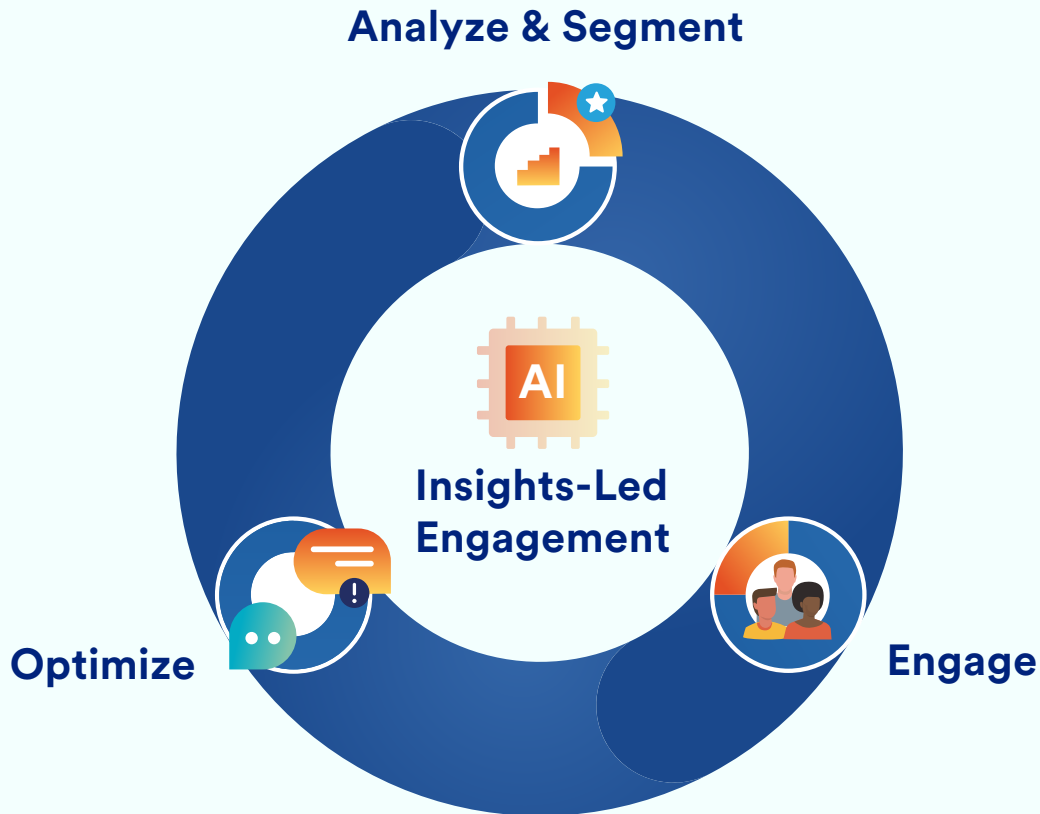 Analyze & Segment
AI
Insights-Led
Engagement
Optimize
Engage